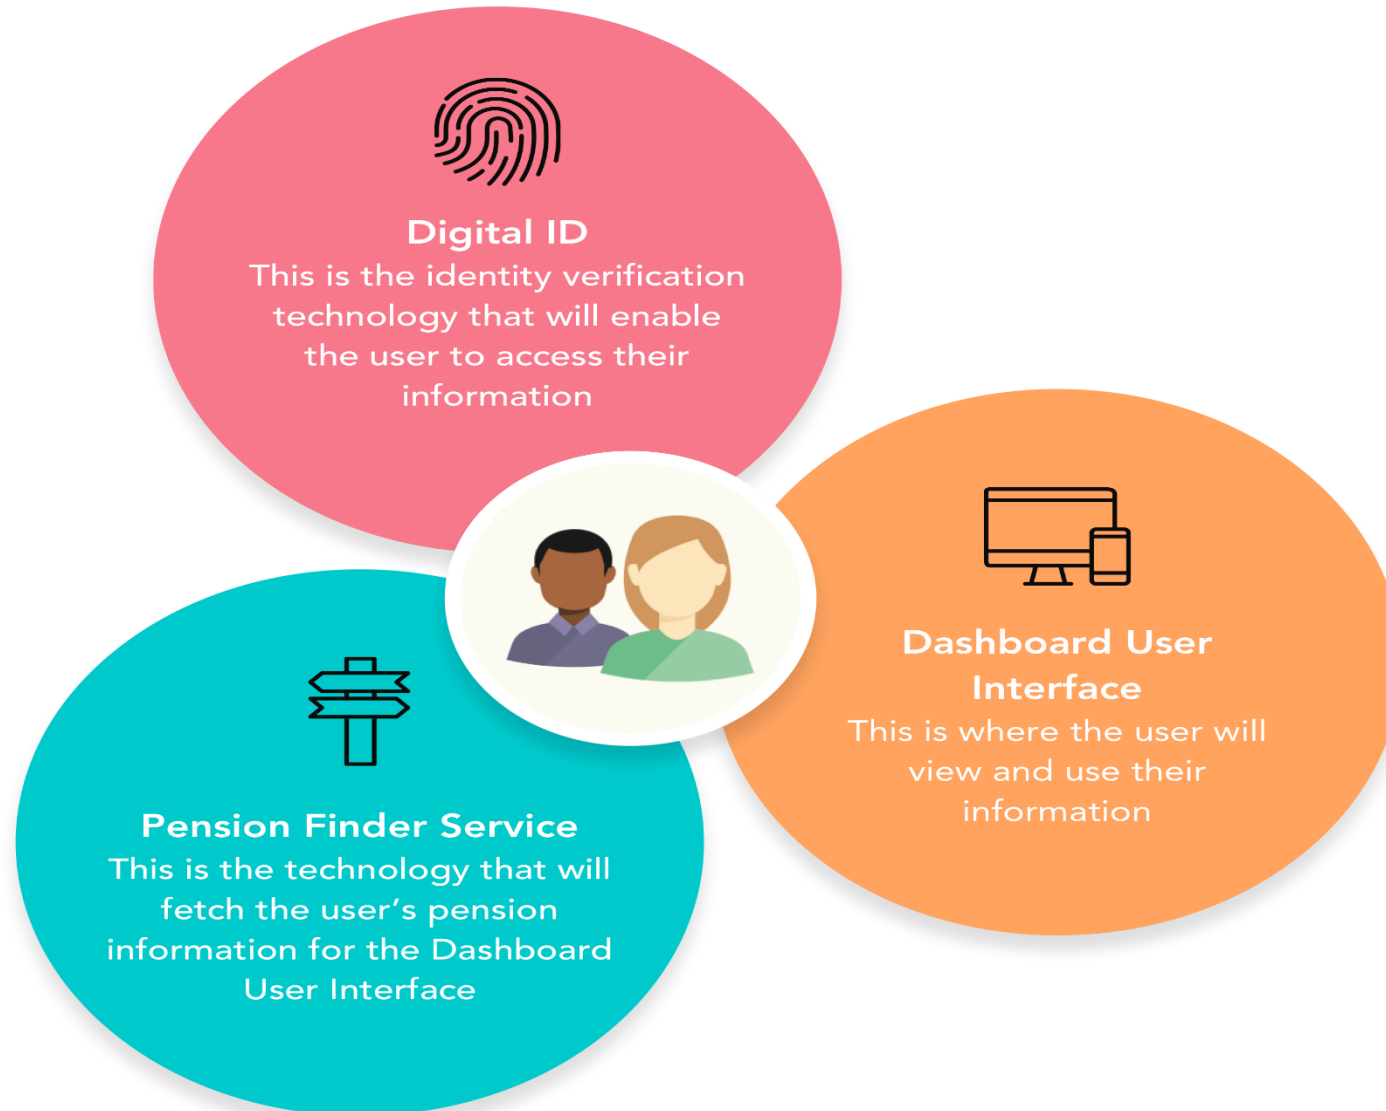 Digital ID
This is the identity verification
technology that will enable
the user to access their
information
Dashboard User
Interface
This is where the user will
view and use their
information
Pension Finder Service
This is the technology that will
fetch the user’s pension
information for the Dashboard
User Interface